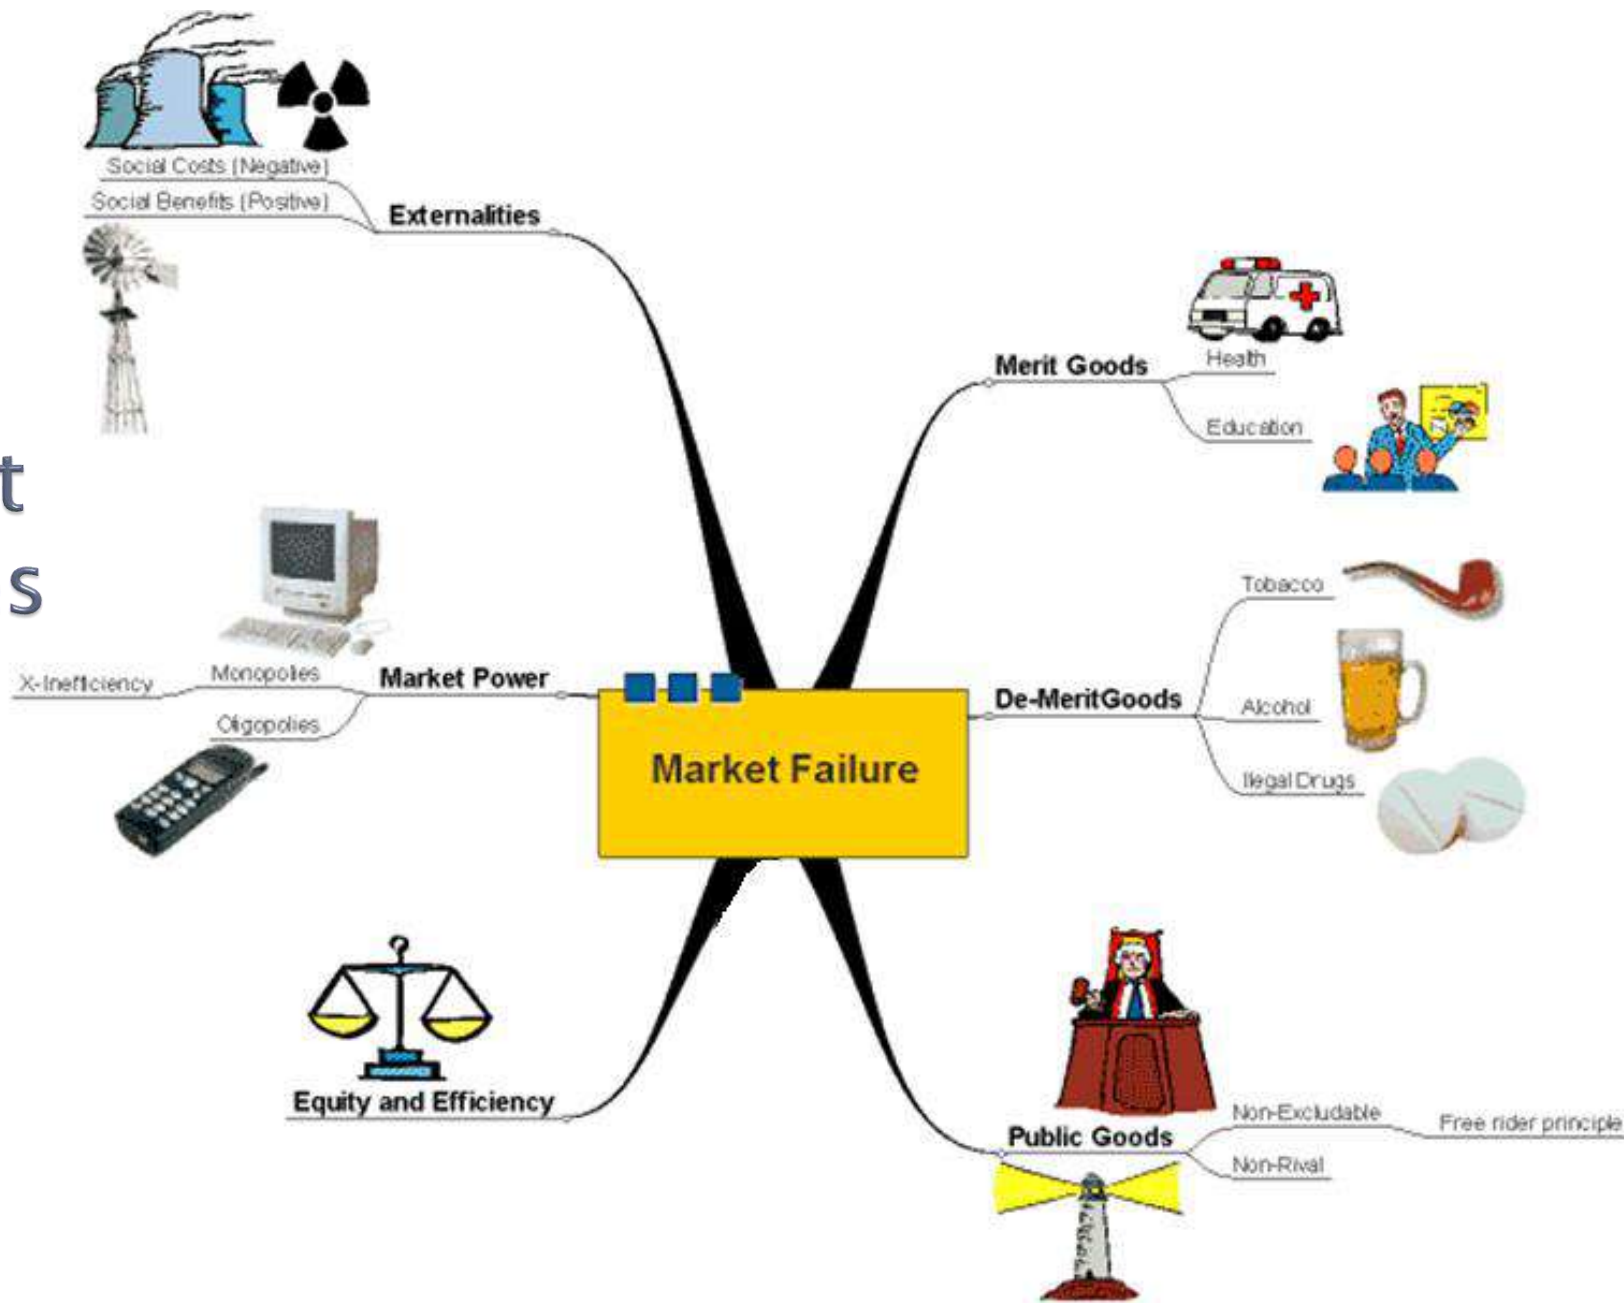 Social Costs (Negative)
Social Benefits (Positive)
Externalities
Merit Goods
Health
Education
t
s
Tobacco
Alcohol
Ilegal Drugs
De-MeritGoods
X-Inefficiency
Monopolies
Oligopolies
Market Power
Market Failure
Equity and Efficiency
Public Goods
Non-Excludable
Free rider principle
Non-Rival